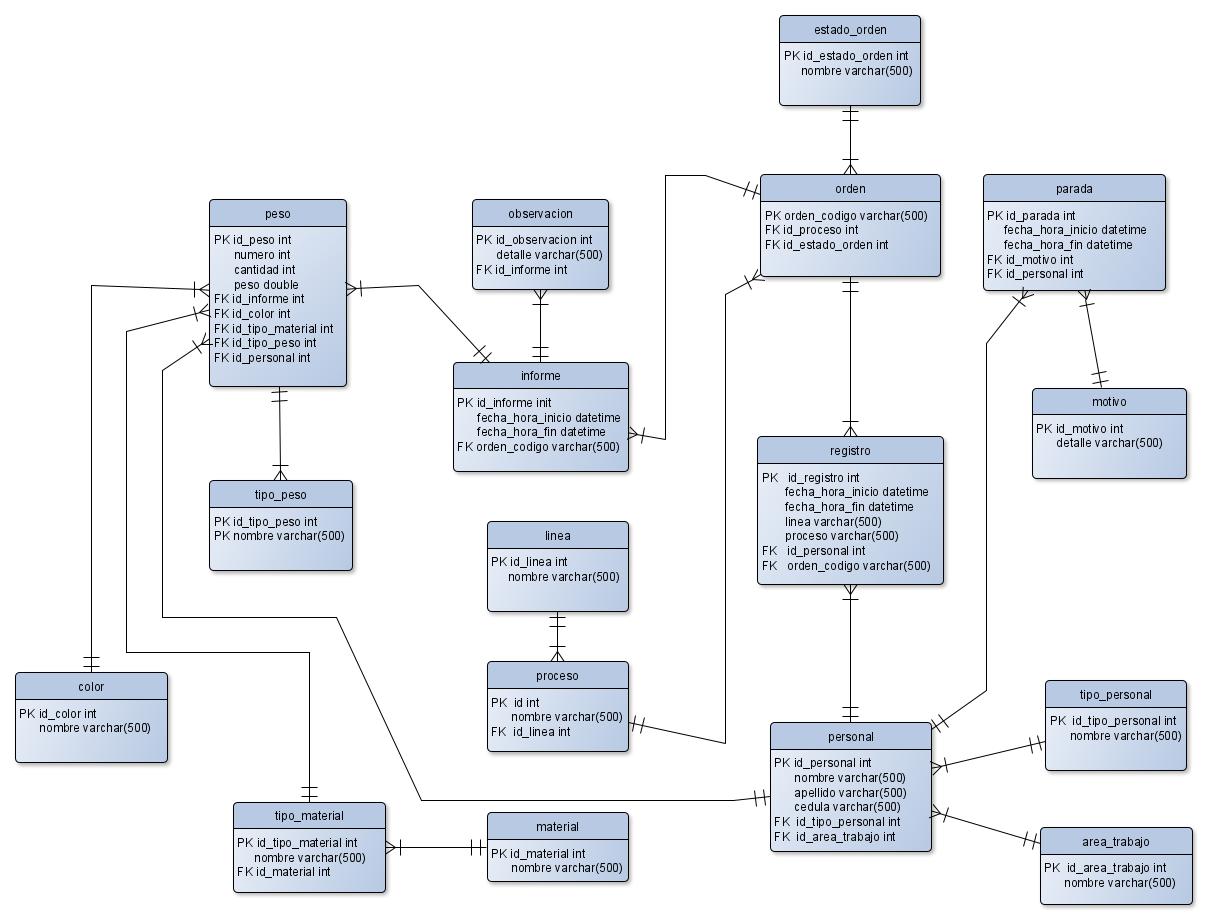 estado_orden
PK id_estado_orden int
nombre varchar(500)
orden
PK orden_codigo varchar(500)
FK id_proceso int
FK id_estado_orden int
parada
PK id_parada int
fecha_hora_inicio datetime
fecha_hora_fin datetime
FK id_motivo int
FK id_personal int
peso
PK id_peso int
numero int
cantidad int
peso double
FK id_informe int
FK id_color int
FK id_tipo_material int
FK id_tipo_peso int
FK id_personal int
observacion
PK id_observacion int
detalle varchar(500)
FK id_informe int
informe
PK id_informe init
fecha_hora_inicio datetime
fecha_hora_fin datetime
FK orden_codigo varchar(500)
motivo
PK id_motivo int
detalle varchar(500)
registro
PK id_registro int
fecha_hora_inicio datetime
fecha_hora_fin datetime
linea varchar(500)
proceso varchar(500)
FK id_personal int
FK orden_codigo varchar(500)
tipo_peso
PK id_tipo_peso int
PK nombre varchar(500)
linea
PK id_linea int
nombre varchar(500)
proceso
PK id int
nombre varchar(500)
FK id_linea int
color
PK id_color int
nombre varchar(500)
tipo_personal
PK id_tipo_personal int
nombre varchar(500)
personal
PK id_personal int
nombre varchar(500)
apellido varchar(500)
cedula varchar(500)
FK id_tipo_personal int
FK id_area_trabajo int
tipo_material
PK id_tipo_material int
nombre varchar(500)
FK id_material int
material
PK id_material int
nombre varchar(500)
area_trabajo
PK id_area_trabajo int
nombre varchar(500)